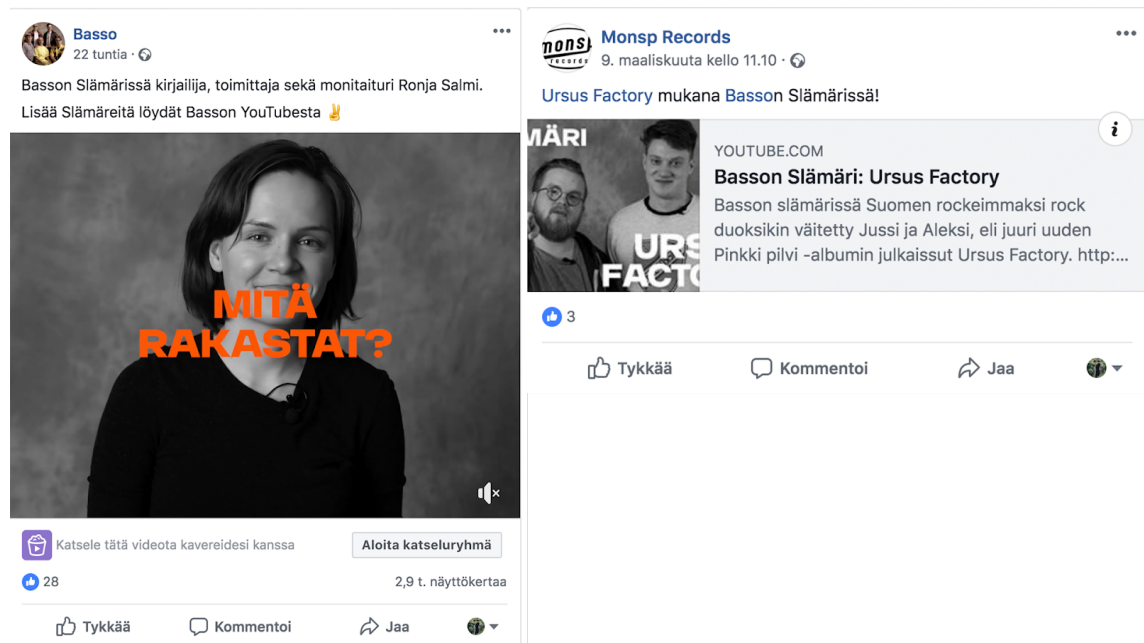 Basso
22 tuntia ·
Basson Slämärissä kirjailija, toimittaja sekä monitaituri Ronja Salmi.
Lisää Slämäreitä löydät Basson YouTubesta ✌
MITÄ
RAKASTAT?
Katsele tätä videota kavereidesi kanssa
Aloita katseluryhmä
28
2,9 t. näyttökertaa
Tykkää
Kommentoi
Jaa
monsp
records
Monsp Records
9. maaliskuuta kello 11.10 ·
Ursus Factory mukana Basson Slämärissä!
MÄRI
URS
FACTO
i
YOUTUBE.COM
Basson Slämäri: Ursus Factory
Basson slämärissä Suomen rockeimmaksi rock
duoksikin väitetty Jussi ja Aleksi, eli juuri uuden
Pinkki pilvi -albumin julkaissut Ursus Factory. http:...
3
Tykkää
Kommentoi
Jaa